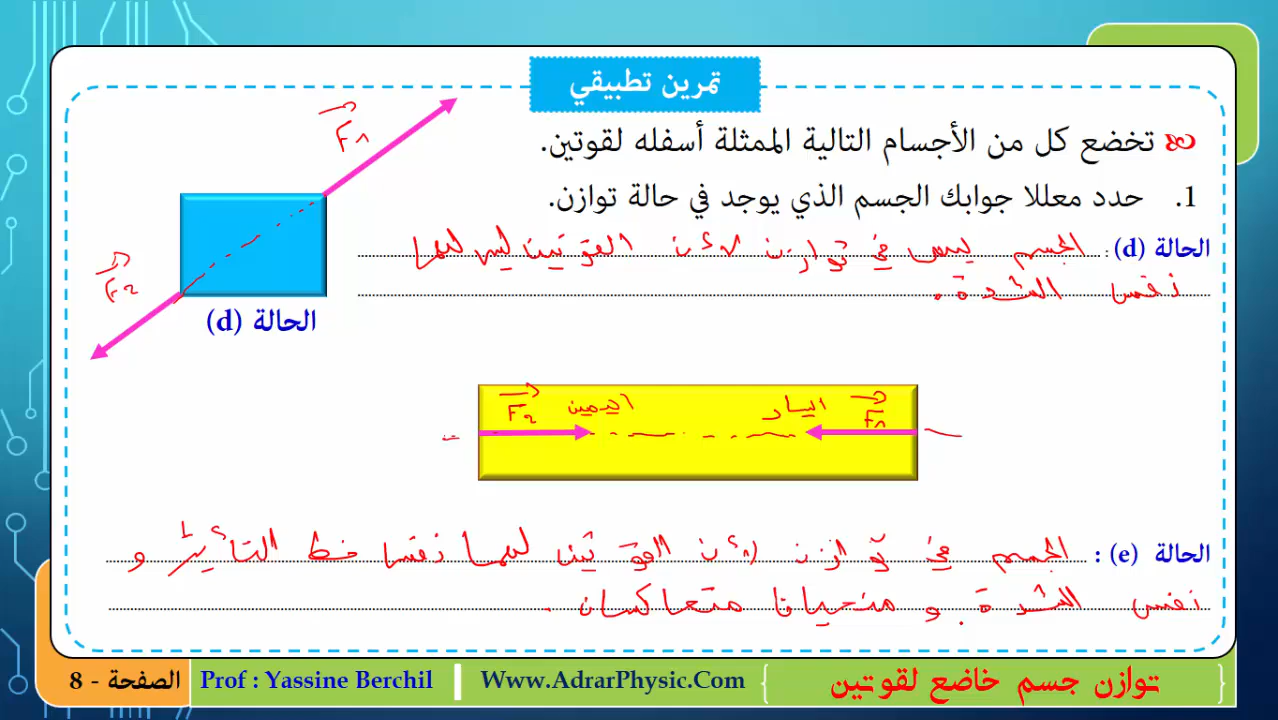 تمرين تطبيقي
تخضع كل من الأجسام التالية الممثلة أسفله لقوتين.
1. حدد معللا جوابك الجسم الذي يوجد في حالة توازن.
F1
الحالة (d) : الجسم ليس في توازن لأن القوتين ليس لهما
نفس الشدة.
F2
الحالة (d)
F2 اليمين اليسار F1
الحالة (e) : الجسم في توازن لأن القوتين لهما نفس خط التأثير و
نفس الشدة. و منحيانا متعاكسان.
الصفحة - 8
Prof : Yassine Berchil
Www.AdrarPhysic.Com
توازن جسم خاضع لقوتين